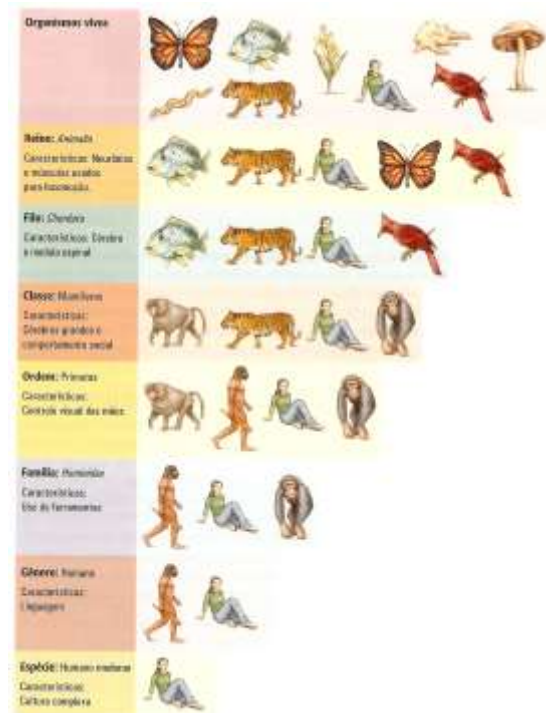 Organismos vivos
Reino: Animalia
Características: Neurônios
e músculos usados
para locomoção.
Filo: Chordata
Características: Cérebro
e medula espinal
Classe: Mamíferos
Características:
Cérebros grandes e
comportamento social
Ordem: Primatas
Características:
Controle visual das mãos
Família: Hominidae
Características:
Uso de ferramentas
Gênero: Humano
Características:
Linguagem
Espécie: Humano moderno
Características:
Cultura complexa